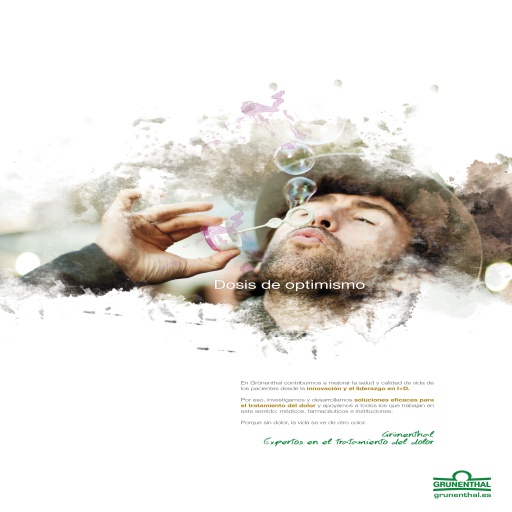 Dosis de optimismo
En Grünenthal contribuimos a mejorar la salud y calidad de vida de
los pacientes desde la innovación y el liderazgo en I+D.
Por eso, investigamos y desarrollamos soluciones eficaces para
el tratamiento del dolor y apoyamos a todos los que trabajan en
este sentido: médicos, farmacéuticos e instituciones.
Porque sin dolor, la vida se ve de otro color.
Grünenthal
Expertos en el tratamiento del dolor
GRÜNENTHAL
grunenthal.es